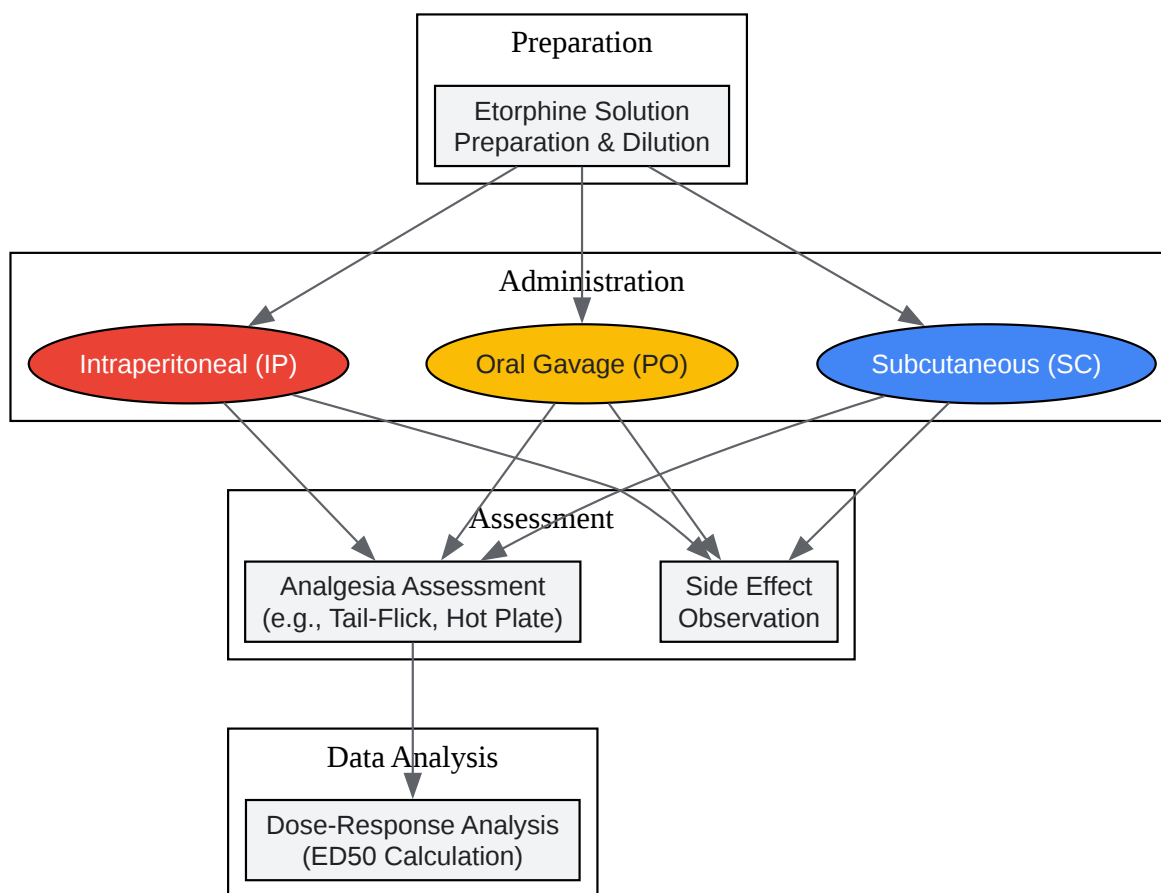 Preparation
Etorphine Solution
Preparation & Dilution
Administration
Intraperitoneal (IP)
Oral Gavage (PO)
Subcutaneous (SC)
Assessment
Analgesia Assessment
(e.g., Tail-Flick, Hot Plate)
Side Effect
Observation
Data Analysis
Dose-Response Analysis
(ED50 Calculation)